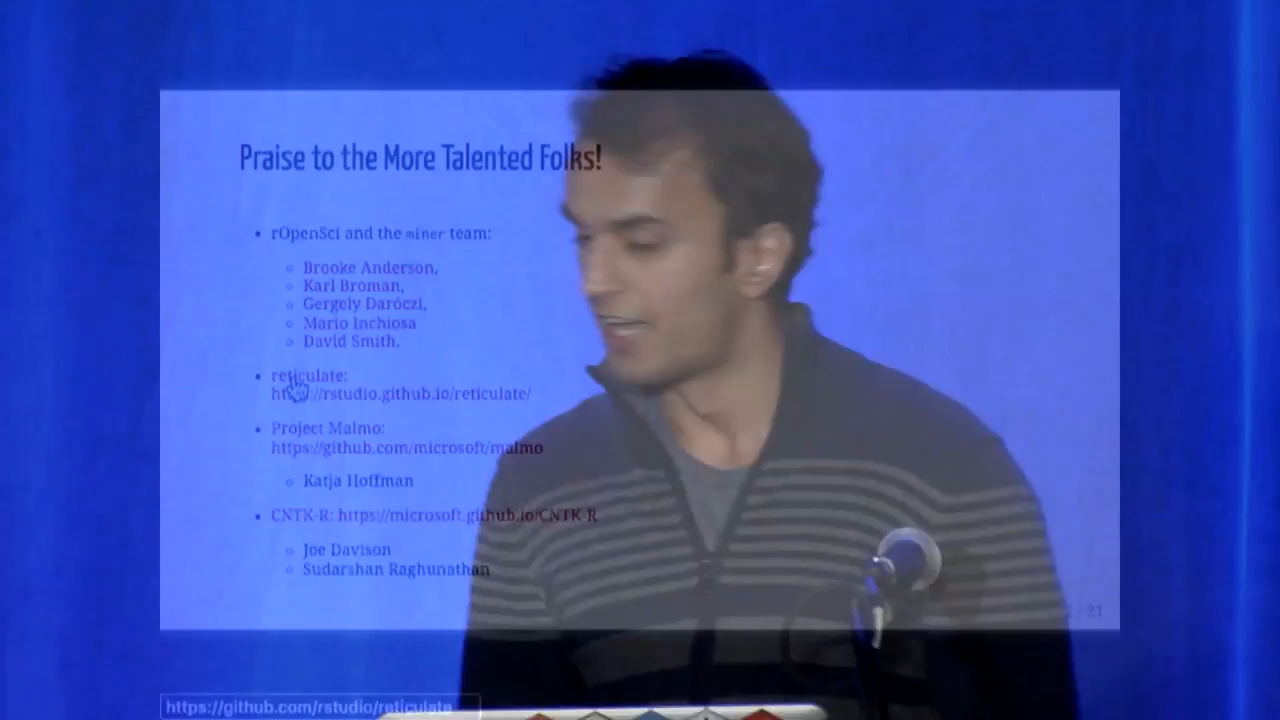 Praise to the More Talented Folks!
• rOpenSci and the miner team:
◦ Brooke Anderson,
◦ Karl Broman,
◦ Gergely Daróczi,
◦ Mario Inchiosa
◦ David Smith.
• reticulate:
https://rstudio.github.io/reticulate/
• Project Malmo:
https://github.com/microsoft/malmo
◦ Katja Hoffman
• CNTK-R: https://microsoft.github.io/CNTK-R
◦ Joe Davison
◦ Sudarshan Raghunathan
/ 21
https://github.com/rstudio/reticulate